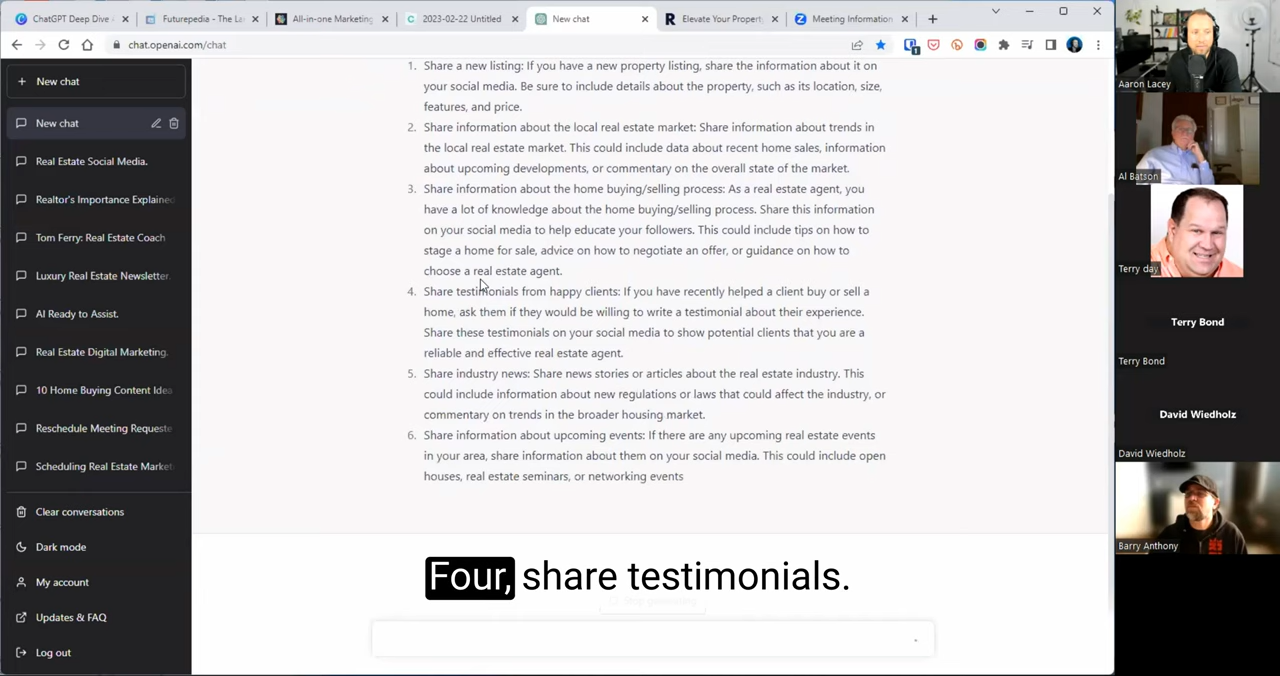 ChatGPT Deep Dive
Futurepedia - The La
All-in-one Marketing
2023-02-22 Untitled
New chat
Elevate Your Propert
Meeting Information
chat.openai.com/chat
New chat
New chat
Real Estate Social Media.
Realtor's Importance Explained
Tom Ferry: Real Estate Coach
Luxury Real Estate Newsletter.
AI Ready to Assist.
Real Estate Digital Marketing.
10 Home Buying Content Idea
Reschedule Meeting Requeste
Scheduling Real Estate Market
Clear conversations
Dark mode
My account
Updates & FAQ
Log out
1. Share a new listing: If you have a new property listing, share the information about it on
your social media. Be sure to include details about the property, such as its location, size,
features, and price.
2. Share information about the local real estate market: Share information about trends in
the local real estate market. This could include data about recent home sales, information
about upcoming developments, or commentary on the overall state of the market.
3. Share information about the home buying/selling process: As a real estate agent, you
have a lot of knowledge about the home buying/selling process. Share this information
on your social media to help educate your followers. This could include tips on how to
stage a home for sale, advice on how to negotiate an offer, or guidance on how to
choose a real estate agent.
4. Share testimonials from happy clients: If you have recently helped a client buy or sell a
home, ask them if they would be willing to write a testimonial about their experience.
Share these testimonials on your social media to show potential clients that you are a
reliable and effective real estate agent.
5. Share industry news: Share news stories or articles about the real estate industry. This
could include information about new regulations or laws that could affect the industry, or
commentary on trends in the broader housing market.
6. Share information about upcoming events: If there are any upcoming real estate events
in your area, share information about them on your social media. This could include open
houses, real estate seminars, or networking events
Four, share testimonials.
Aaron Lacey
Al Batson
Terry day
Terry Bond
Terry Bond
David Wiedholz
David Wiedholz
Barry Anthony